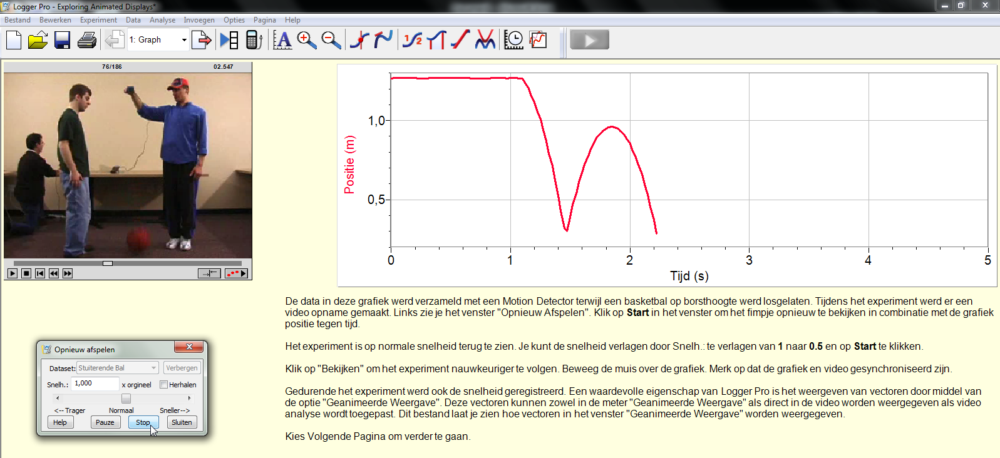 Logger Pro - Exploring Animated Displays*
Bestand Bewerken Experiment Data Analyse Invoegen Opties Pagina Help
1: Graph
76/186 02.547
1,0
0,5
Positie (m)
0 1 2 3 4 5
Tijd (s)
De data in deze grafiek werd verzameld met een Motion Detector terwijl een basketbal op borsthoogte werd losgelaten. Tijdens het experiment werd er een
video opname gemaakt. Links zie je het venster "Opnieuw Afspelen". Klik op Start in het venster om het fimpje opnieuw te bekijken in combinatie met de grafiek
positie tegen tijd.
Het experiment is op normale snelheid terug te zien. Je kunt de snelheid verlagen door Snelh.: te verlagen van 1 naar 0.5 en op Start te klikken.
Klik op "Bekijken" om het experiment nauwkeuriger te volgen. Beweeg de muis over de grafiek. Merk op dat de grafiek en video gesynchroniseerd zijn.
Gedurende het experiment werd ook de snelheid geregistreerd. Een waardevolle eigenschap van Logger Pro is het weergeven van vectoren door middel van
de optie "Geanimeerde Weergave". Deze vectoren kunnen zowel in de meter "Geanimeerde Weergave" als direct in de video worden weergegeven als video
analyse wordt toegepast. Dit bestand laat je zien hoe vectoren in het venster "Geanimeerde Weergave" worden weergegeven.
Kies Volgende Pagina om verder te gaan.
Opnieuw afspelen
Dataset: Stuiterende Bal Verbergen
Snelh.: 1,000 x orgineel Herhalen
<-- Trager Normaal Sneller-->
Help Pauze Stop Sluiten